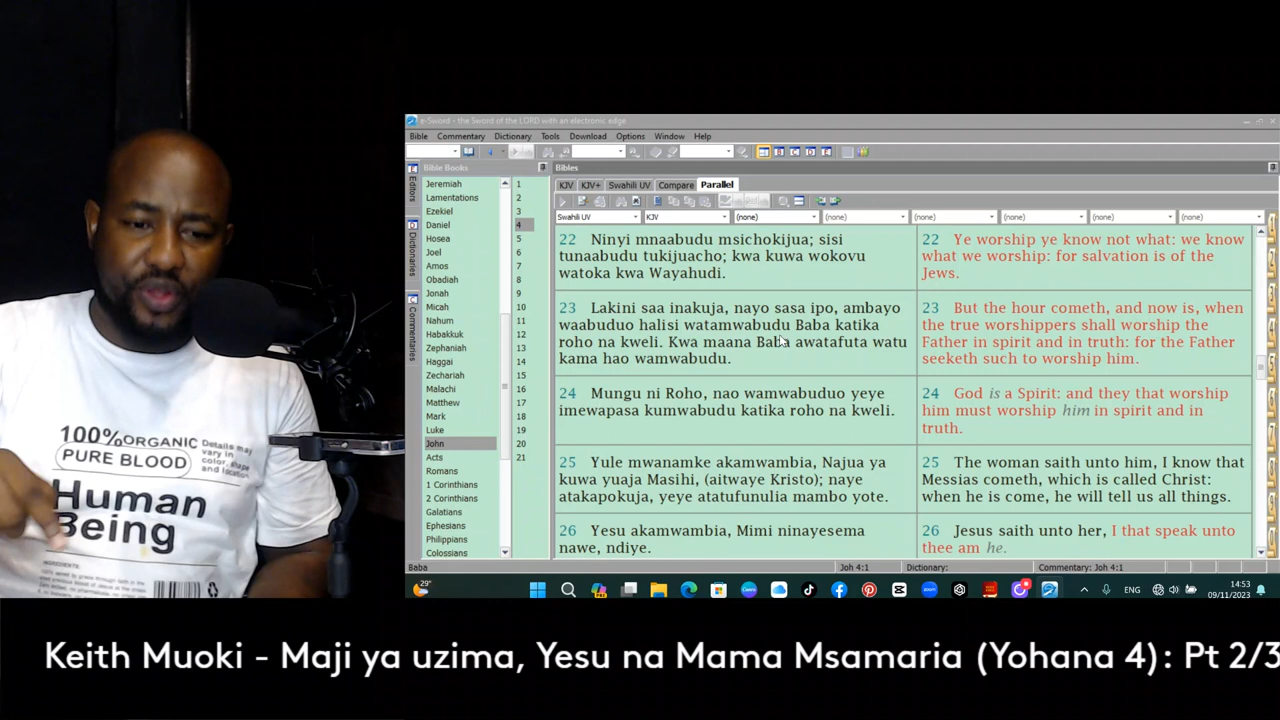 100% ORGANIC
PURE BLOOD
Details may
vary in
color, shape
and location
Human
Being
INGREDIENTS:
e-Sword - the Sword of the LORD with an electronic edge
Bible Commentary Dictionary Tools Download Options Window Help
Bible Books
Bibles
Editors
Dictionaries
Commentaries
Jeremiah
Lamentations
Ezekiel
Daniel
Hosea
Joel
Amos
Obadiah
Jonah
Micah
Nahum
Habakkuk
Zephaniah
Haggai
Zechariah
Malachi
Matthew
Mark
Luke
John
Acts
Romans
1 Corinthians
2 Corinthians
Galatians
Ephesians
Philippians
Colossians
1
2
3
4
5
6
7
8
9
10
11
12
13
14
15
16
17
18
19
20
21
KJV KJV+ Swahili UV Compare Parallel
Swahili UV KJV (none) (none) (none) (none) (none) (none)
22 Ninyi mnaabudu msichokijua; sisi
tunaabudu tukijuacho; kwa kuwa wokovu
watoka kwa Wayahudi.
22 Ye worship ye know not what: we know
what we worship: for salvation is of the
Jews.
23 Lakini saa inakuja, nayo sasa ipo, ambayo
waabuduo halisi watamwabudu Baba katika
roho na kweli. Kwa maana Baba awatafuta watu
kama hao wamwabudu.
23 But the hour cometh, and now is, when
the true worshippers shall worship the
Father in spirit and in truth: for the Father
seeketh such to worship him.
24 Mungu ni Roho, nao wamwabuduo yeye
imewapasa kumwabudu katika roho na kweli.
24 God is a Spirit: and they that worship
him must worship him in spirit and in
truth.
25 Yule mwanamke akamwambia, Najua ya
kuwa yuaja Masihi, (aitwaye Kristo); naye
atakapokuja, yeye atatufunulia mambo yote.
25 The woman saith unto him, I know that
Messias cometh, which is called Christ:
when he is come, he will tell us all things.
26 Yesu akamwambia, Mimi ninayesema
nawe, ndiye.
26 Jesus saith unto her, I that speak unto
thee am he.
Baba
Joh 4:1 Dictionary: Commentary: Joh 4:1
29°
ENG
14:53
09/11/2023
Keith Muoki - Maji ya uzima, Yesu na Mama Msamaria (Yohana 4): Pt 2/3